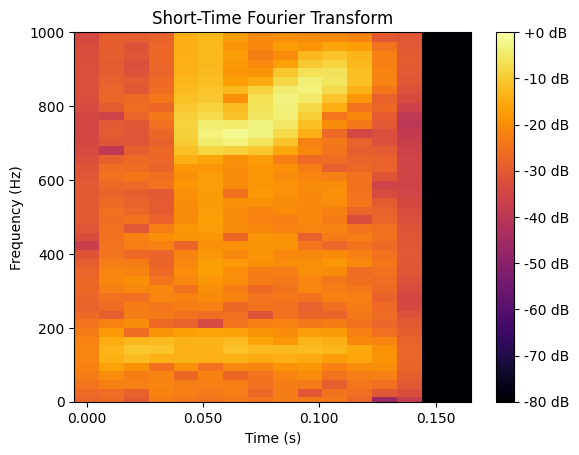 Short-Time Fourier Transform
1000
800
600
400
200
0
Frequency (Hz)
0.000
0.050
0.100
0.150
Time (s)
+0 dB
-10 dB
-20 dB
-30 dB
-40 dB
-50 dB
-60 dB
-70 dB
-80 dB